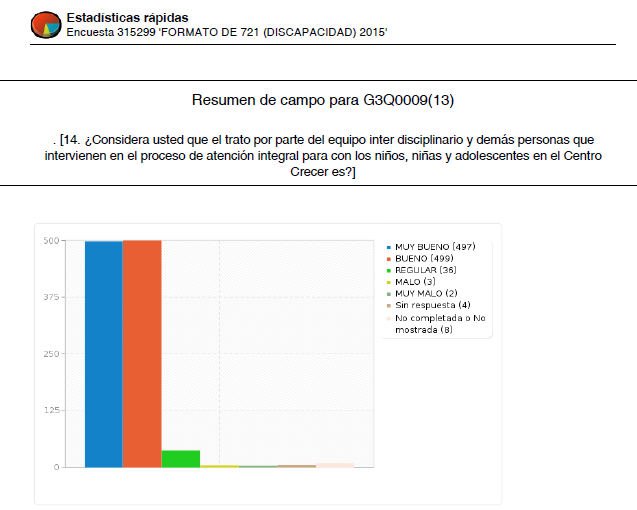 Estadísticas rápidas
Encuesta 315299 'FORMATO DE 721 (DISCAPACIDAD) 2015'
Resumen de campo para G3Q0009(13)
. [14. ¿Considera usted que el trato por parte del equipo inter disciplinario y demás personas que
intervienen en el proceso de atención integral para con los niños, niñas y adolescentes en el Centro
Crecer es?]
500
375
250
125
0
MUY BUENO (497)
BUENO (499)
REGULAR (36)
MALO (3)
MUY MALO (2)
Sin respuesta (4)
No completada o No
mostrada (8)